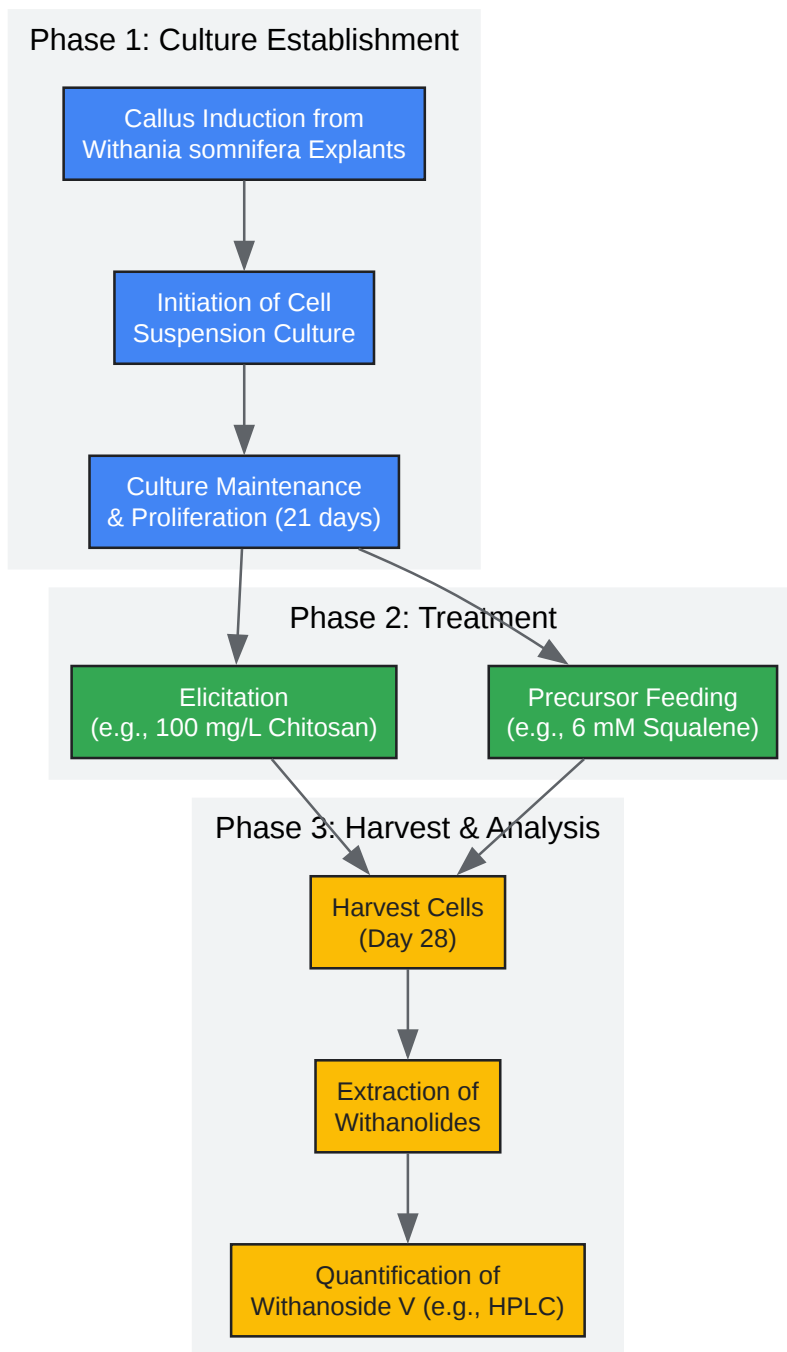 Phase 1: Culture Establishment
Callus Induction from
Withania somnifera Explants
Initiation of Cell
Suspension Culture
Culture Maintenance
& Proliferation (21 days)
Phase 2: Treatment
Elicitation
(e.g., 100 mg/L Chitosan)
Precursor Feeding
(e.g., 6 mM Squalene)
Phase 3: Harvest & Analysis
Harvest Cells
(Day 28)
Extraction of
Withanolides
Quantification of
Withanoside V (e.g., HPLC)